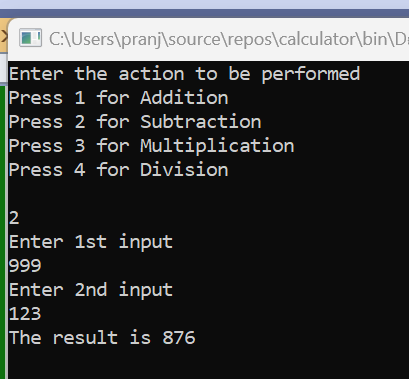 C:\Users\pranj\source\repos\calculator\bin\D
Enter the action to be performed
Press 1 for Addition
Press 2 for Subtraction
Press 3 for Multiplication
Press 4 for Division
2
Enter 1st input
999
Enter 2nd input
123
The result is 876